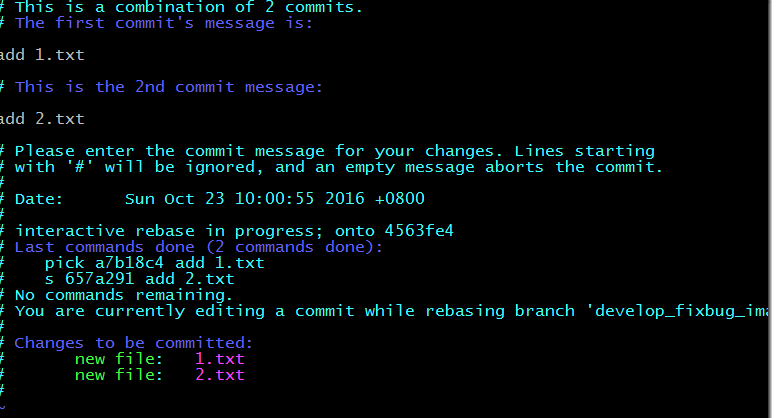 # This is a combination of 2 commits.
# The first commit's message is:
add 1.txt
# This is the 2nd commit message:
add 2.txt
# Please enter the commit message for your changes. Lines starting
# with '#' will be ignored, and an empty message aborts the commit.
#
# Date:      Sun Oct 23 10:00:55 2016 +0800
#
# interactive rebase in progress; onto 4563fe4
# Last commands done (2 commands done):
#    pick a7b18c4 add 1.txt
#    s 657a291 add 2.txt
# No commands remaining.
# You are currently editing a commit while rebasing branch 'develop_fixbug_ima
#
# Changes to be committed:
#       new file:   1.txt
#       new file:   2.txt
#
~